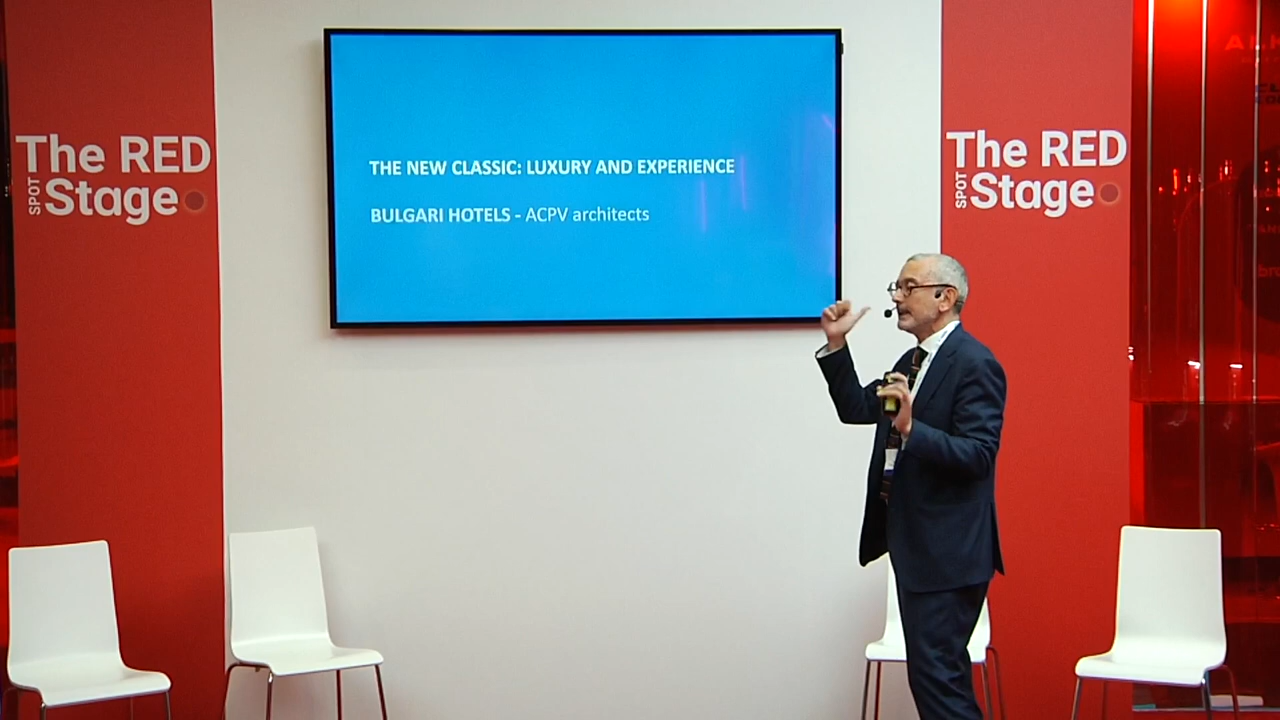 The RED
SPOT Stage
THE NEW CLASSIC: LUXURY AND EXPERIENCE
BULGARI HOTELS - ACPV architects
The RED
SPOT Stage